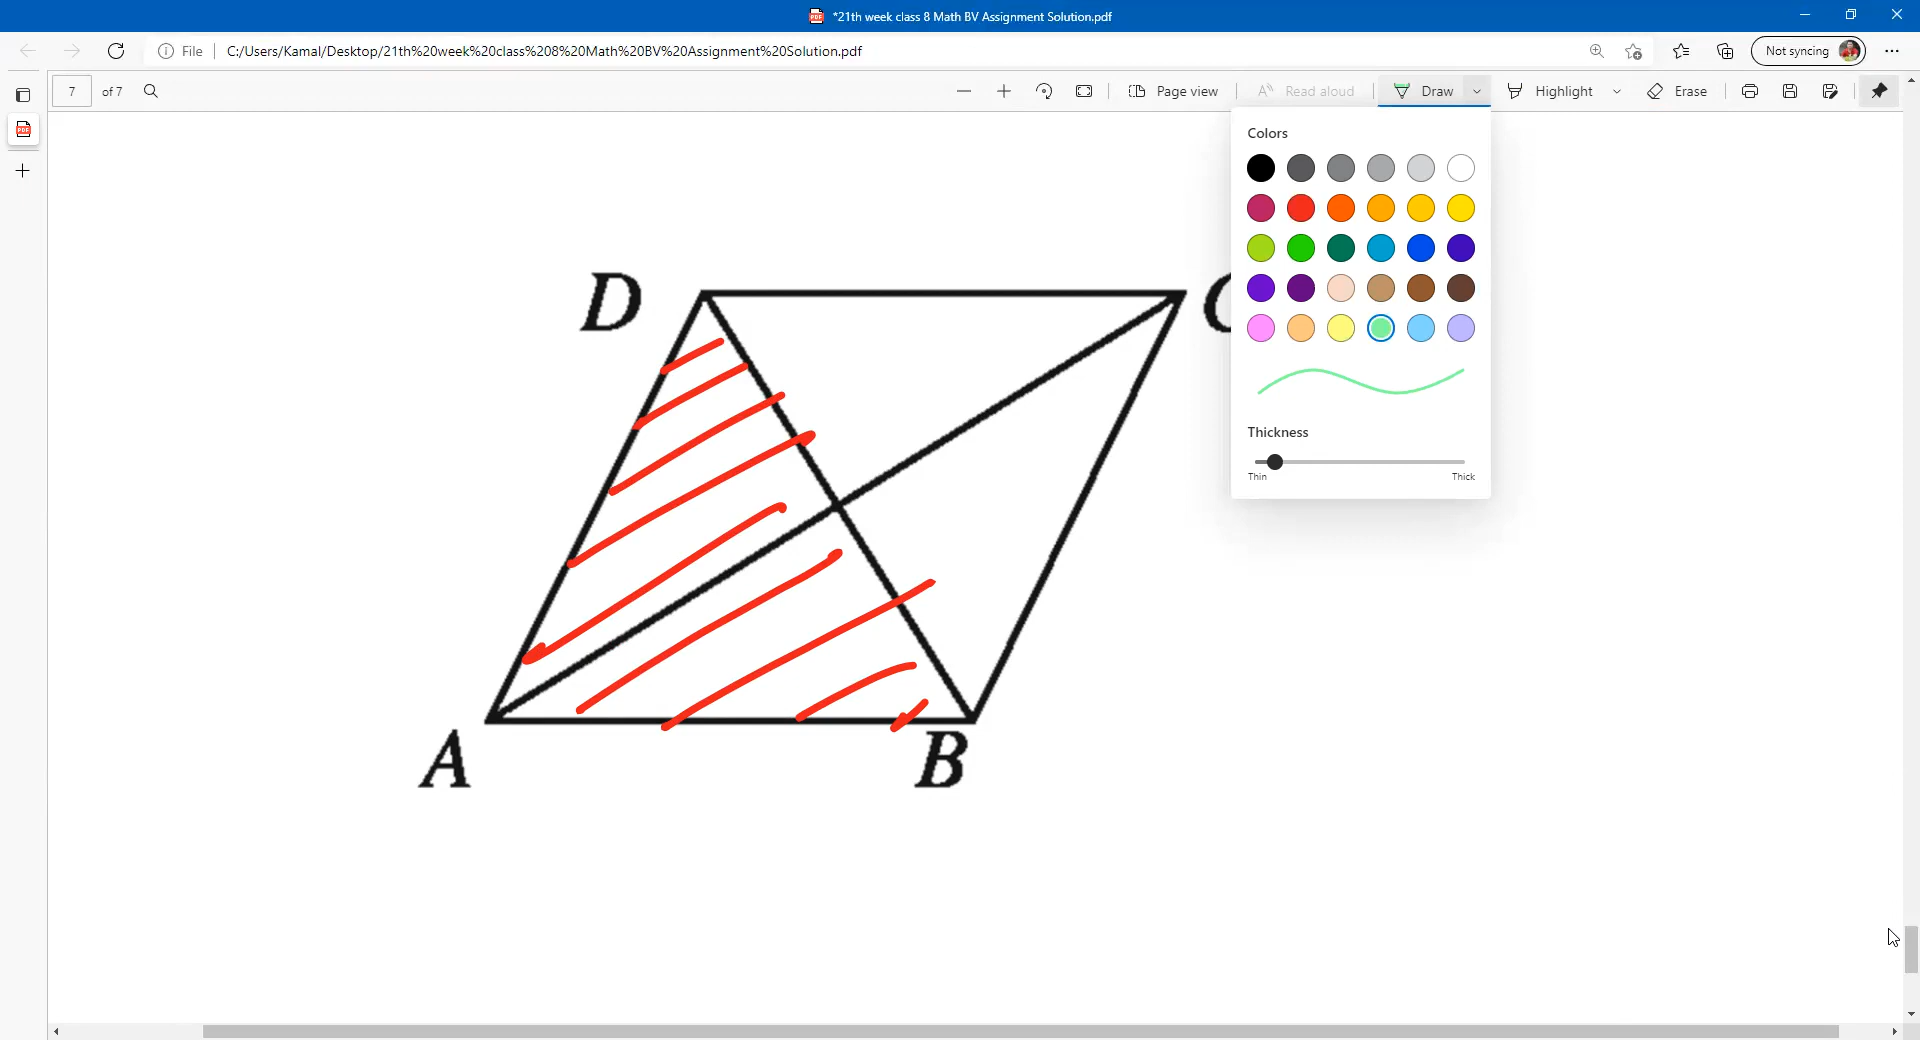 *21th week class 8 Math BV Assignment Solution.pdf
File C:/Users/Kamal/Desktop/21th%20week%20class%208%20Math%20BV%20Assignment%20Solution.pdf Not syncing
7 of 7 Page view Read aloud Draw Highlight Erase
Colors
Thickness
Thin Thick
D
A B